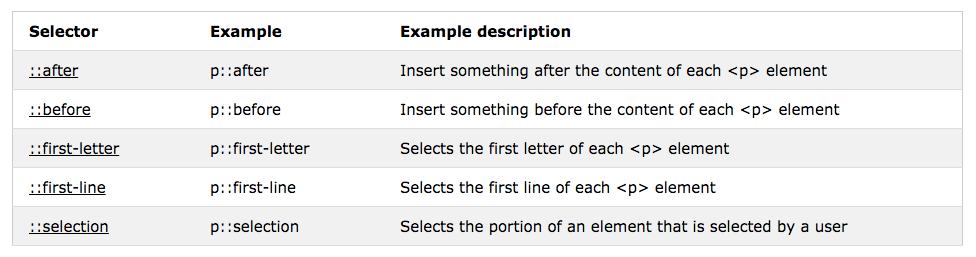 Selector Example Example description
::after p::after Insert something after the content of each <p> element
::before p::before Insert something before the content of each <p> element
::first-letter p::first-letter Selects the first letter of each <p> element
::first-line p::first-line Selects the first line of each <p> element
::selection p::selection Selects the portion of an element that is selected by a user